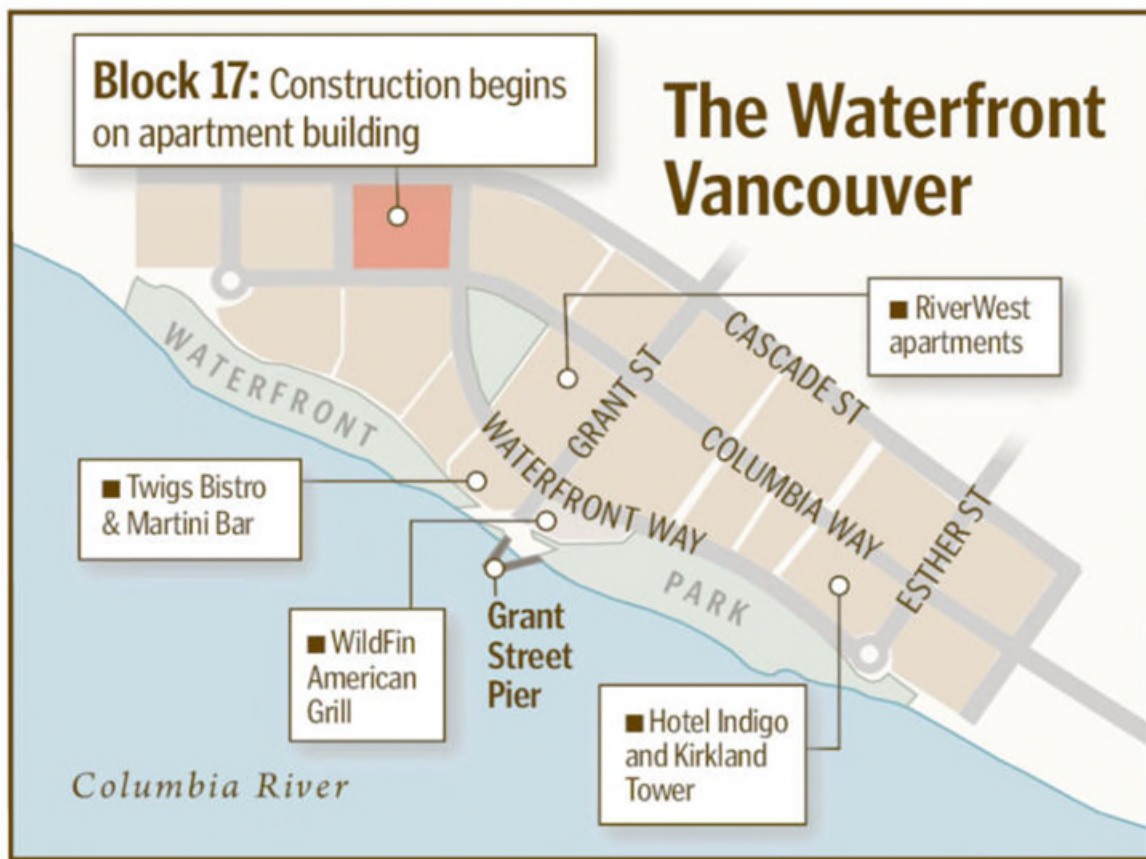 Block 17: Construction begins
on apartment building
The Waterfront
Vancouver
■ RiverWest
apartments
CASCADE ST
GRANT ST
COLUMBIA WAY
WATERFRONT WAY
ESTHER ST
WATERFRONT
PARK
■ Twigs Bistro
& Martini Bar
■ WildFin
American
Grill
Grant
Street
Pier
■ Hotel Indigo
and Kirkland
Tower
Columbia River